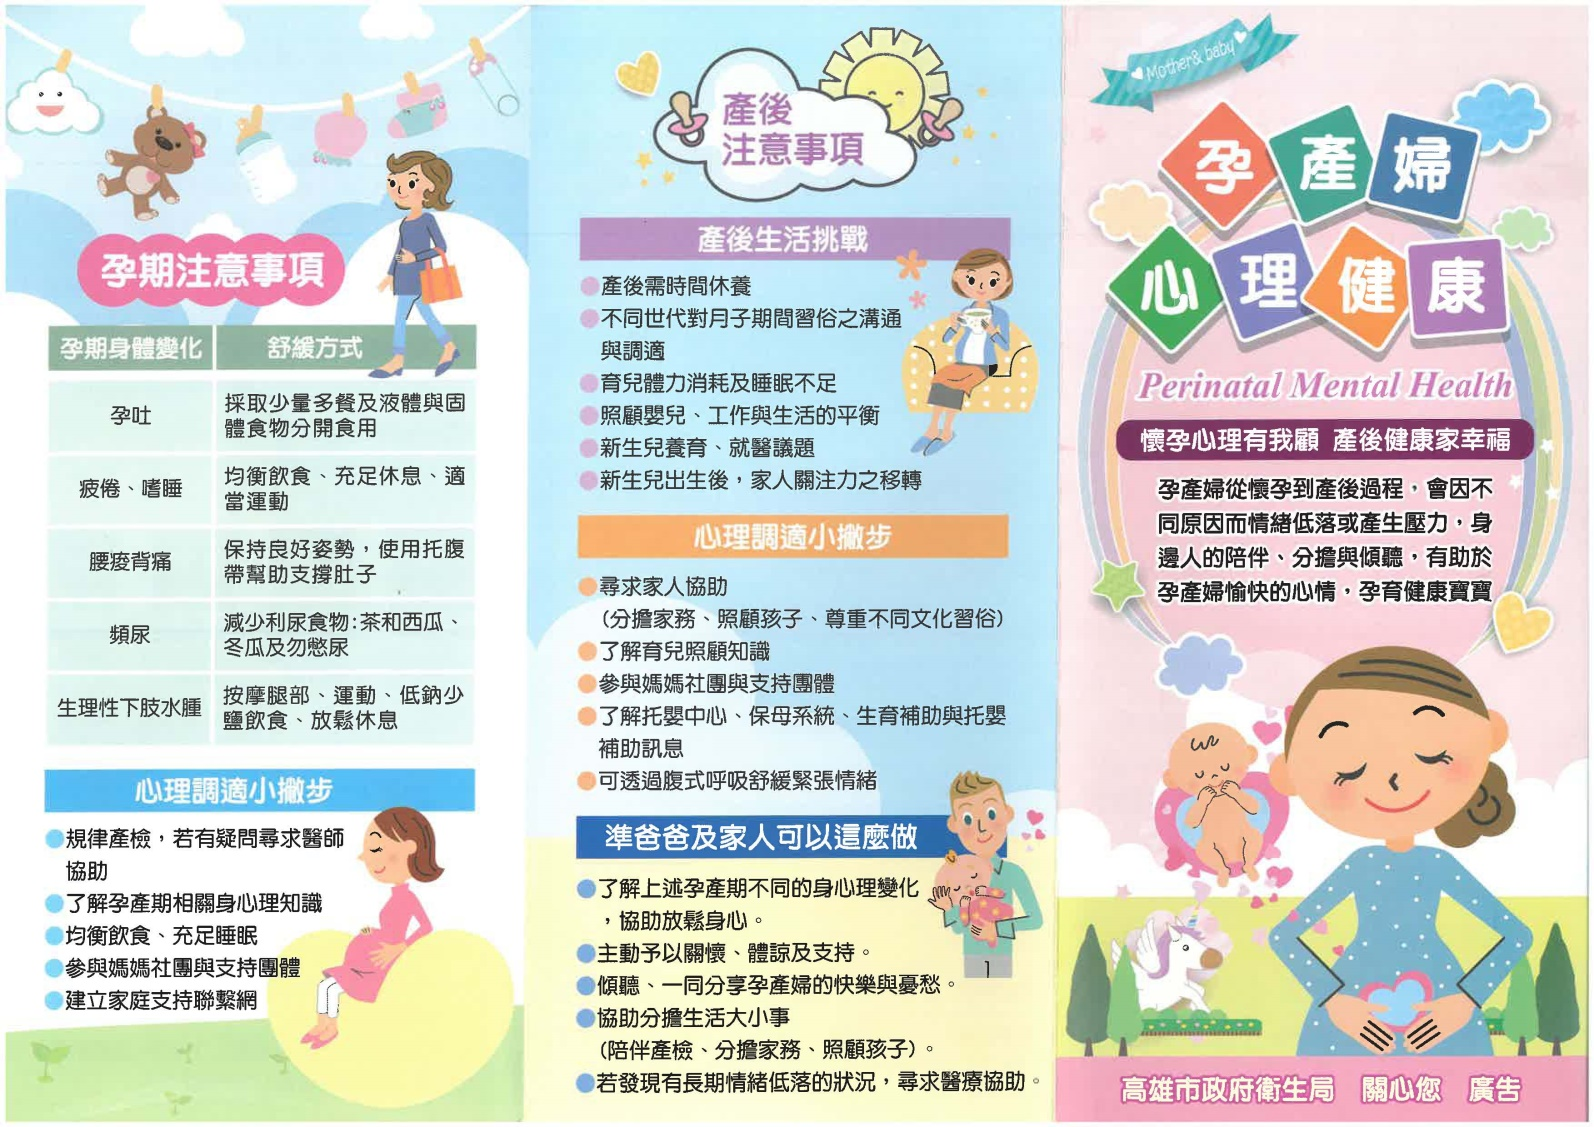 孕期注意事項
孕期身體變化 舒緩方式
孕吐
採取少量多餐及液體與固
體食物分開食用
疲倦、嗜睡
均衡飲食、充足休息、適
當運動
腰痠背痛
保持良好姿勢,使用托腹
帶幫助支撐肚子
頻尿
減少利尿食物:茶和西瓜、
冬瓜及勿憋尿
生理性下肢水腫
按摩腿部、運動、低鈉少
鹽飲食、放鬆休息
心理調適小撇步
規律產檢,若有疑問尋求醫師
協助
了解孕產期相關身心理知識
均衡飲食、充足睡眠
參與媽媽社團與支持團體
建立家庭支持聯繫網
產後
注意事項
產後生活挑戰
產後需時間休養
不同世代對月子期間習俗之溝通
與調適
育兒體力消耗及睡眠不足
照顧嬰兒、工作與生活的平衡
新生兒養育、就醫議題
新生兒出生後,家人關注力之移轉
心理調適小撇步
尋求家人協助
(分擔家務、照顧孩子、尊重不同文化習俗)
了解育兒照顧知識
參與媽媽社團與支持團體
了解托嬰中心、保母系統、生育補助與托嬰
補助訊息
可透過腹式呼吸舒緩緊張情緒
準爸爸及家人可以這麼做
了解上述孕產期不同的身心理變化
,協助放鬆身心。
主動予以關懷、體諒及支持。
傾聽、一同分享孕產婦的快樂與憂愁。
協助分擔生活大小事
(陪伴產檢、分擔家務、照顧孩子)。
若發現有長期情緒低落的狀況,尋求醫療協助。
Mother& baby
孕產婦
心理健康
Perinatal Mental Health
懷孕心理有我顧 產後健康家幸福
孕產婦從懷孕到產後過程,會因不
同原因而情緒低落或產生壓力,身
邊人的陪伴、分擔與傾聽,有助於
孕產婦愉快的心情,孕育健康寶寶
高雄市政府衛生局 關心您 廣告